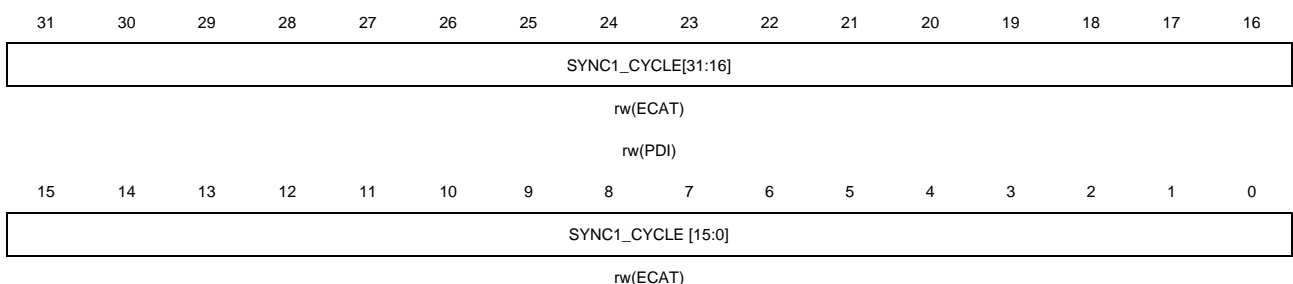 31 30 29 28 27 26 25 24 23 22 21 20 19 18 17 16
SYNC1_CYCLE[31:16]
rw(ECAT)
rw(PDI)
15 14 13 12 11 10 9 8 7 6 5 4 3 2 1 0
SYNC1_CYCLE [15:0]
rw(ECAT)